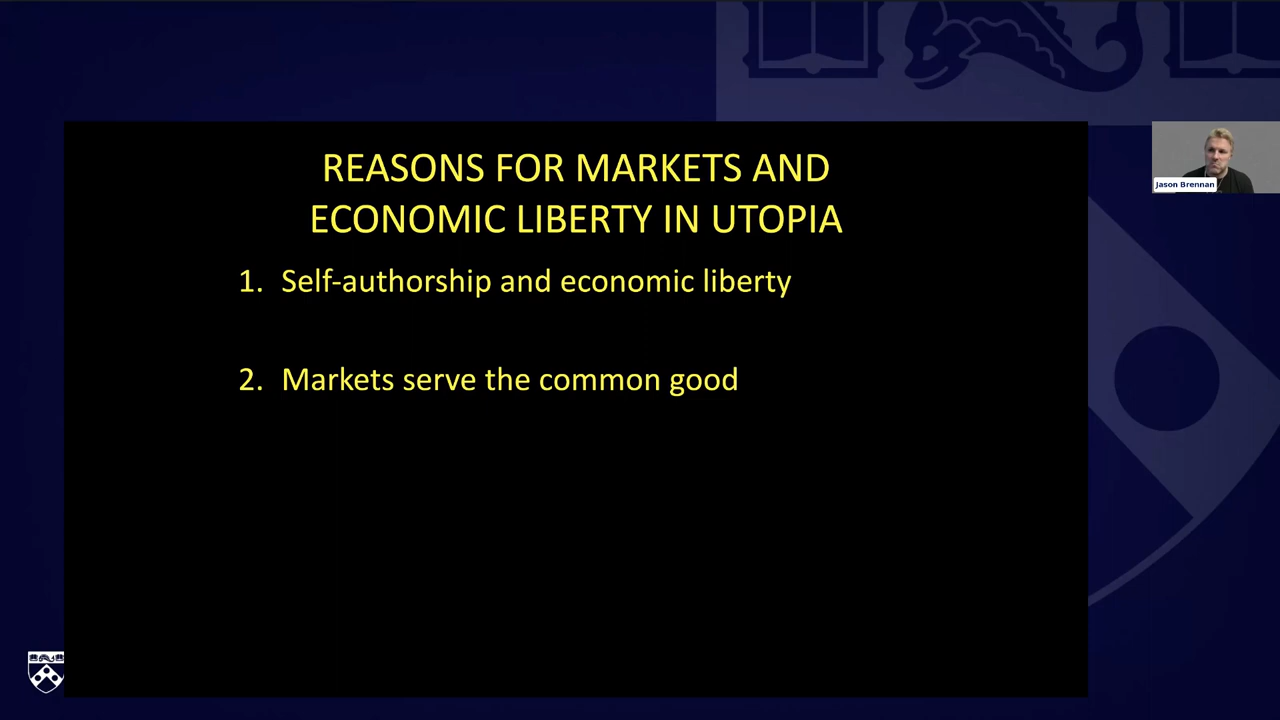 REASONS FOR MARKETS AND
ECONOMIC LIBERTY IN UTOPIA
1. Self-authorship and economic liberty
2. Markets serve the common good
Jason Brennan